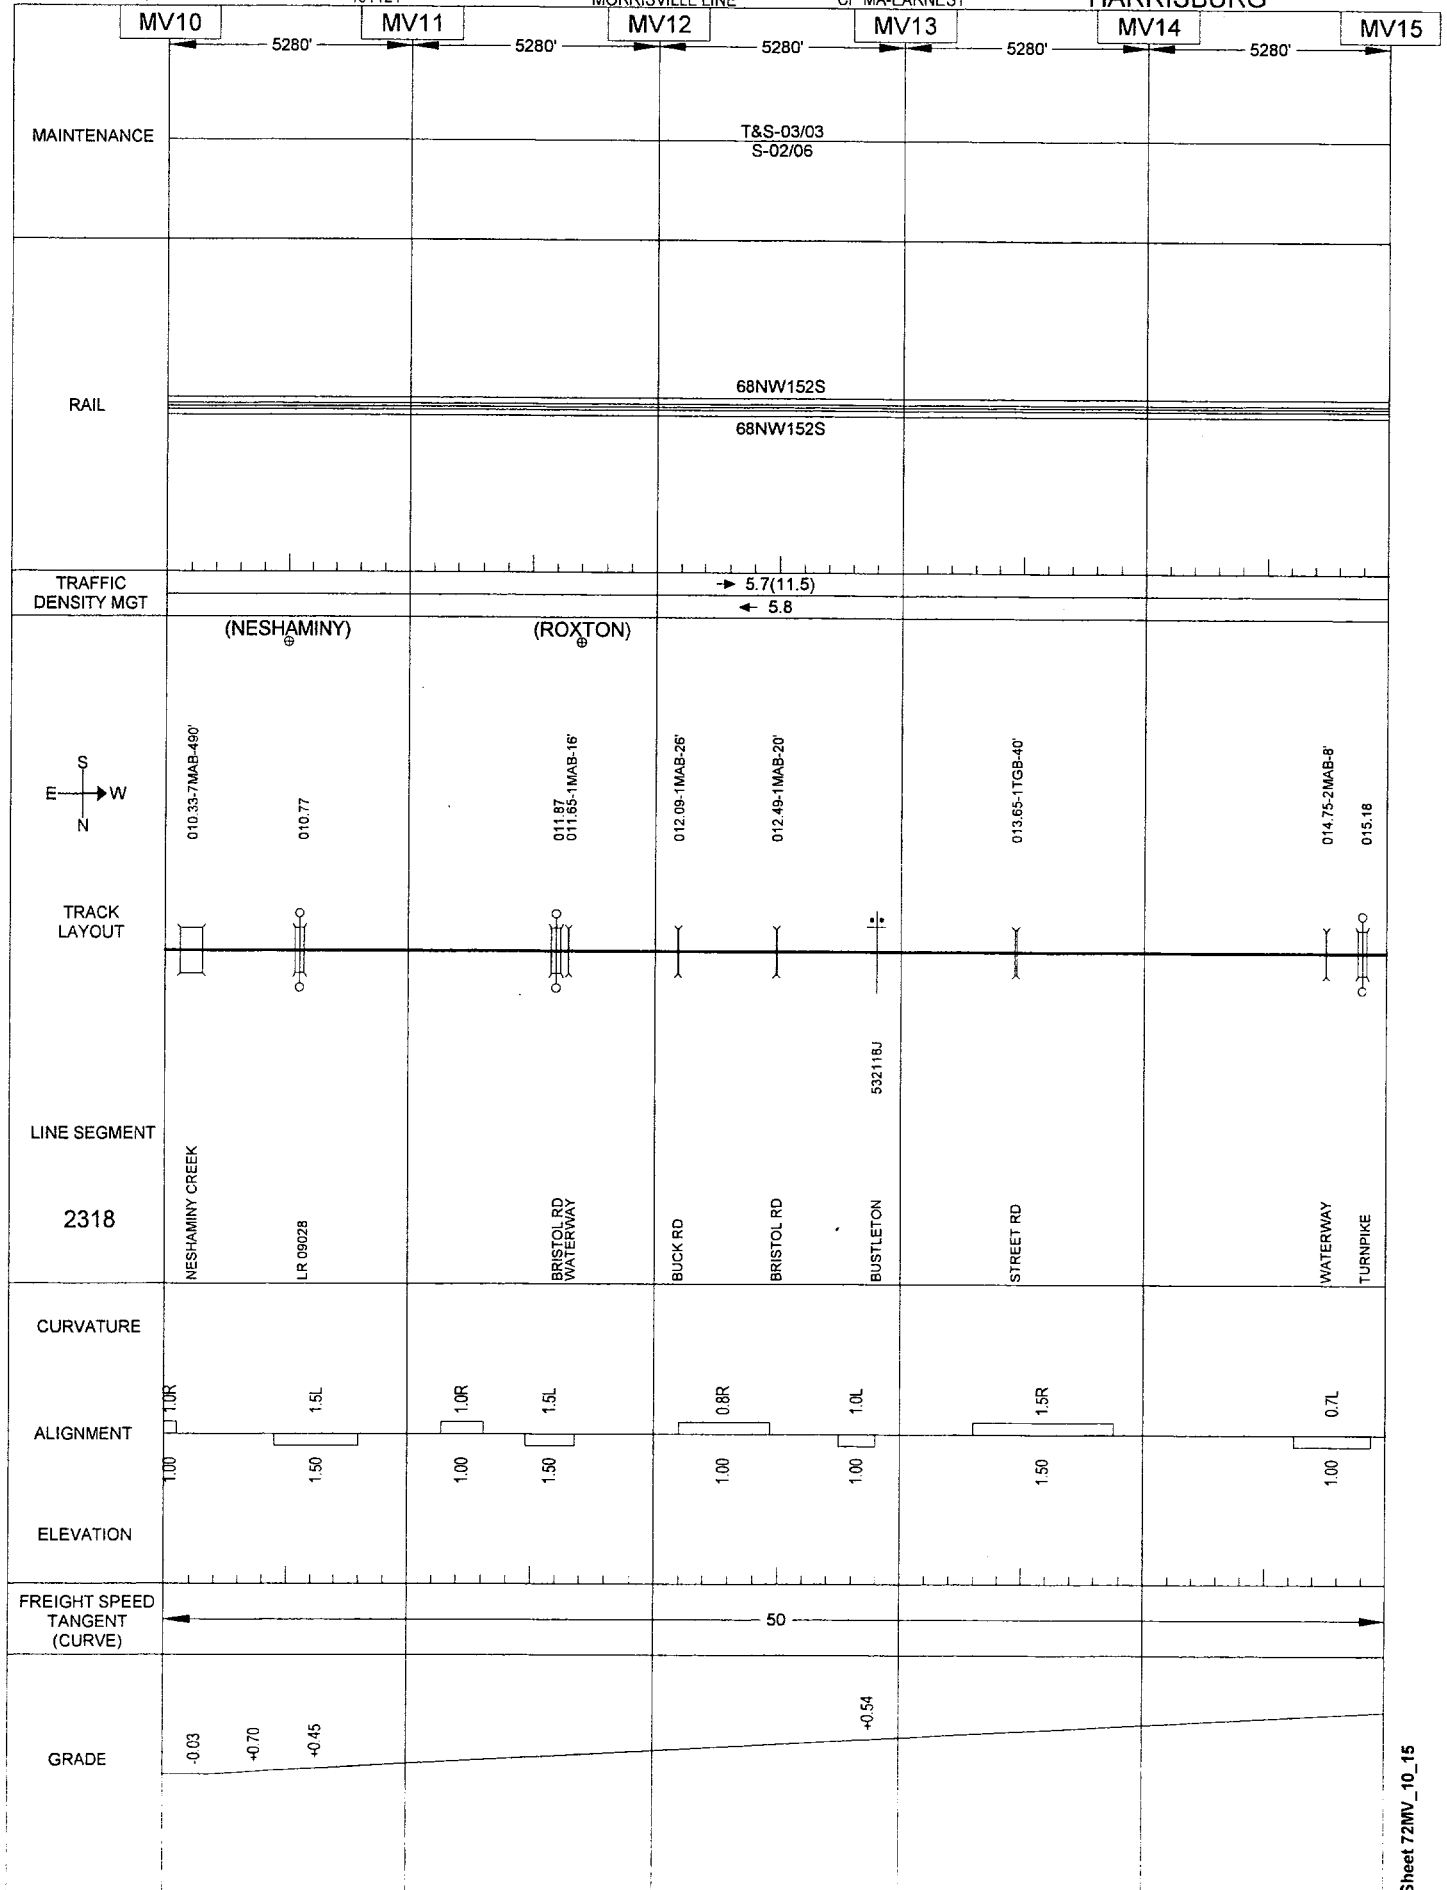 MORRISVILLE LINE
HARRISBURG
MV10 MV11 MV12 MV13 MV14 MV15
5280' 5280' 5280' 5280' 5280'
MAINTENANCE
T&S-03/03
S-02/06
RAIL
68NW152S
68NW152S
TRAFFIC
DENSITY MGT
5.7(11.5)
5.8
(NESHAMINY) (ROXTON)
S
E W
N
010.33-7MAB-490'
010.77
011.87
011.65-1MAB-16'
012.09-1MAB-26'
012.49-1MAB-20'
013.65-1TGB-40'
014.75-2MAB-8'
015.18
TRACK
LAYOUT
532118J
LINE SEGMENT
2318
NESHAMINY CREEK
LR 09028
BRISTOL RD
WATERWAY
BUCK RD
BRISTOL RD
BUSTLETON
STREET RD
WATERWAY
TURNPIKE
CURVATURE
1.0R 1.5L 1.0R 1.5L 0.8R 1.0L 1.5R 0.7L
ALIGNMENT
1.00 1.50 1.00 1.50 1.00 1.00 1.50 1.00
ELEVATION
FREIGHT SPEED
TANGENT
(CURVE)
50
GRADE
-0.03 +0.70 +0.45 +0.54
Sheet 72MV_10_15